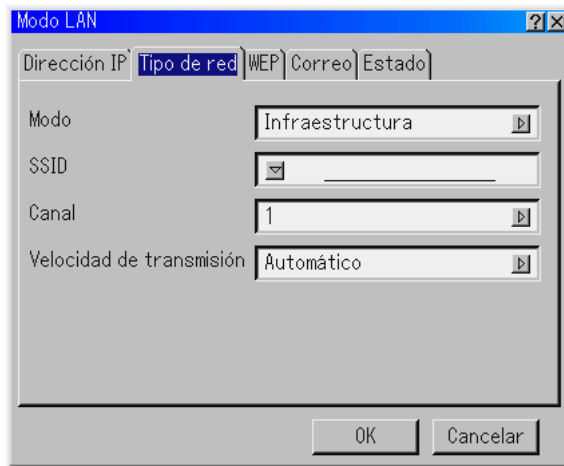 Modo LAN
Dirección IP Tipo de red WEP Correo Estado
Modo Infraestructura
SSID
Canal 1
Velocidad de transmisión Automático
OK Cancelar